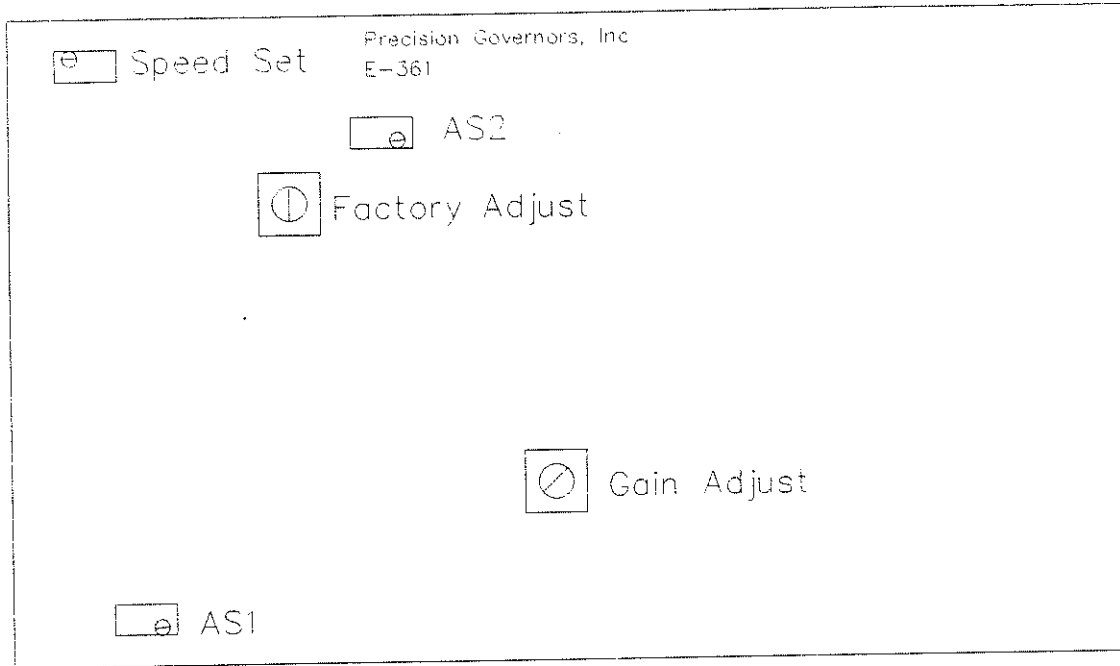 Precision Governors, Inc
Speed Set
E-361
AS2
Factory Adjust
Gain Adjust
AS1